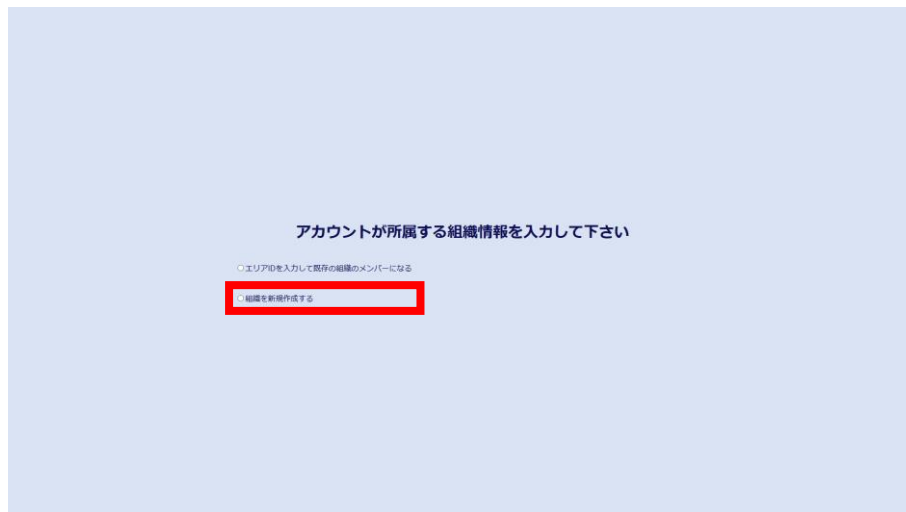 アカウントが所属する組織情報を入力して下さい
エリアIDを入力して既存の組織のメンバーになる
組織を新規作成する